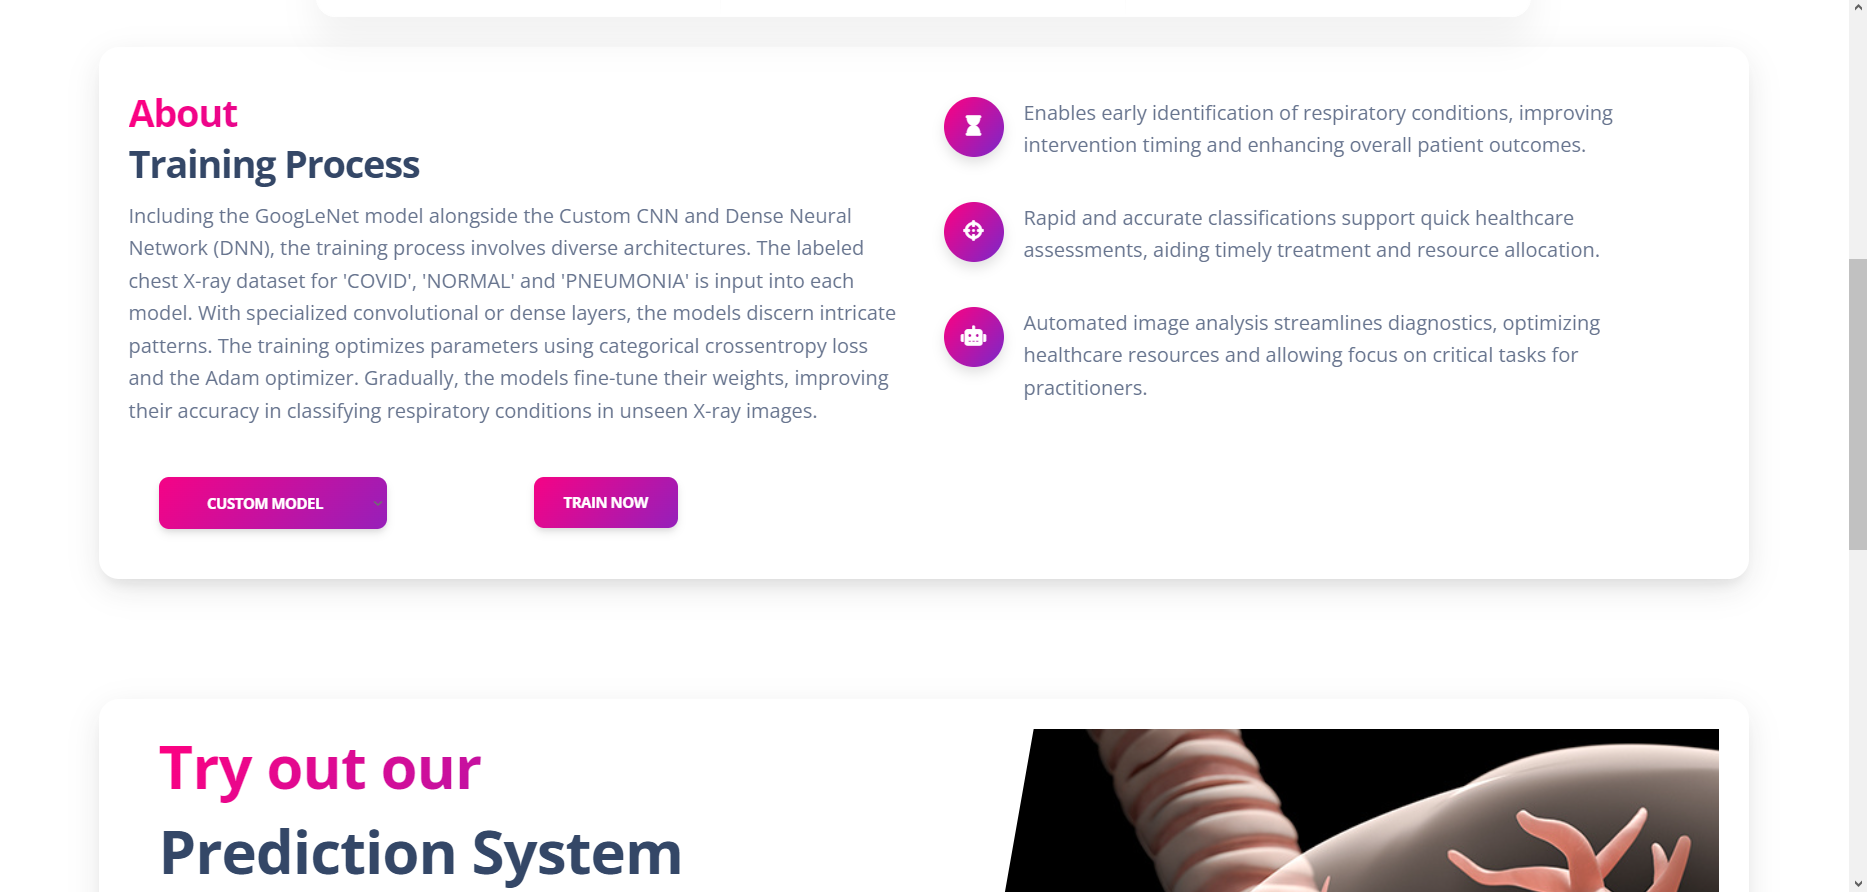 About
Training Process
Including the GoogLeNet model alongside the Custom CNN and Dense Neural
Network (DNN), the training process involves diverse architectures. The labeled
chest X-ray dataset for 'COVID', 'NORMAL' and 'PNEUMONIA' is input into each
model. With specialized convolutional or dense layers, the models discern intricate
patterns. The training optimizes parameters using categorical crossentropy loss
and the Adam optimizer. Gradually, the models fine-tune their weights, improving
their accuracy in classifying respiratory conditions in unseen X-ray images.
CUSTOM MODEL
TRAIN NOW
Enables early identification of respiratory conditions, improving
intervention timing and enhancing overall patient outcomes.
Rapid and accurate classifications support quick healthcare
assessments, aiding timely treatment and resource allocation.
Automated image analysis streamlines diagnostics, optimizing
healthcare resources and allowing focus on critical tasks for
practitioners.
Try out our
Prediction System